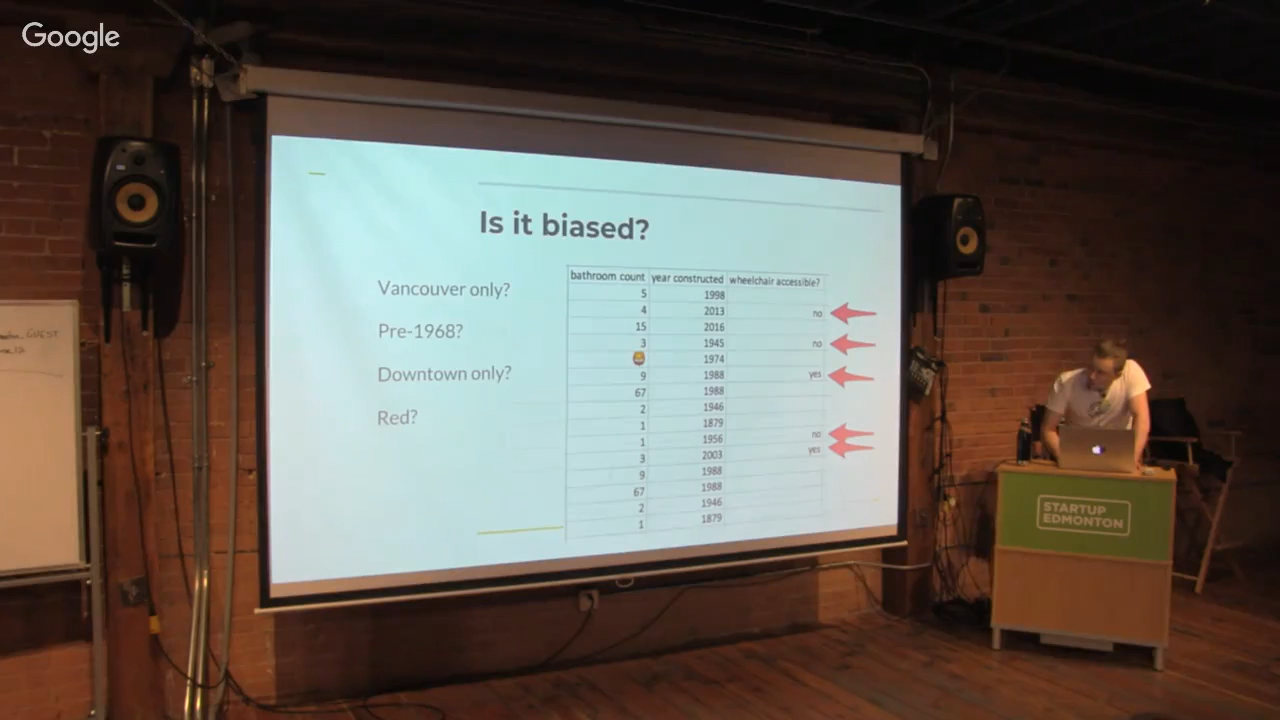 Google
Is it biased?
Vancouver only?
Pre-1968?
Downtown only?
Red?
bathroom count year constructed wheelchair accessible?
5 1998
4 2013 no
15 2016
3 1945 no
1974
9 1988 yes
67 1988
2 1946
1 1879
1 1956 no
3 2003 yes
9 1988
67 1988
2 1946
1 1879
GUEST
STARTUP
EDMONTON